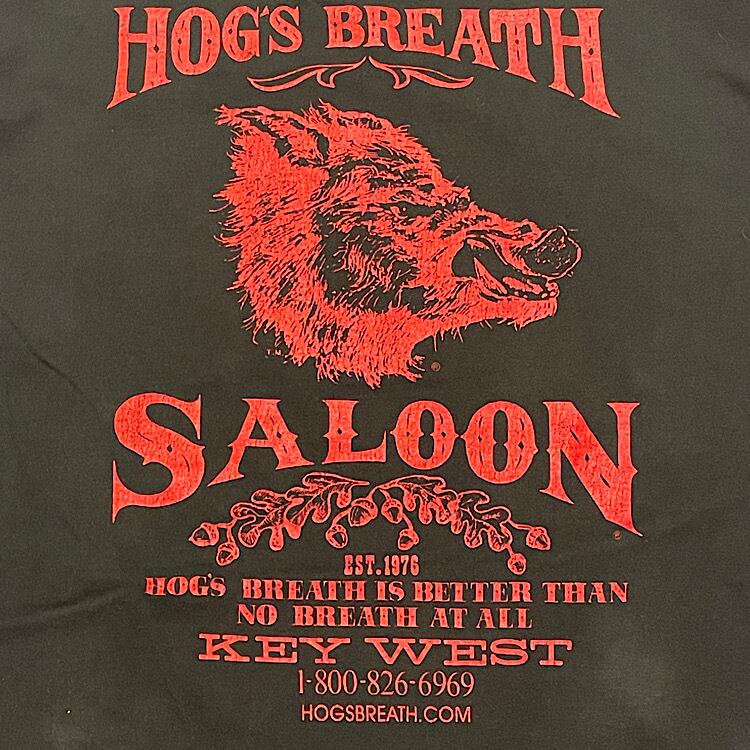 HOG'S BREATH
T.M.
®
SALOON
®
EST. 1976
HOG'S BREATH IS BETTER THAN
NO BREATH AT ALL
KEY WEST
1-800-826-6969
HOGSBREATH.COM